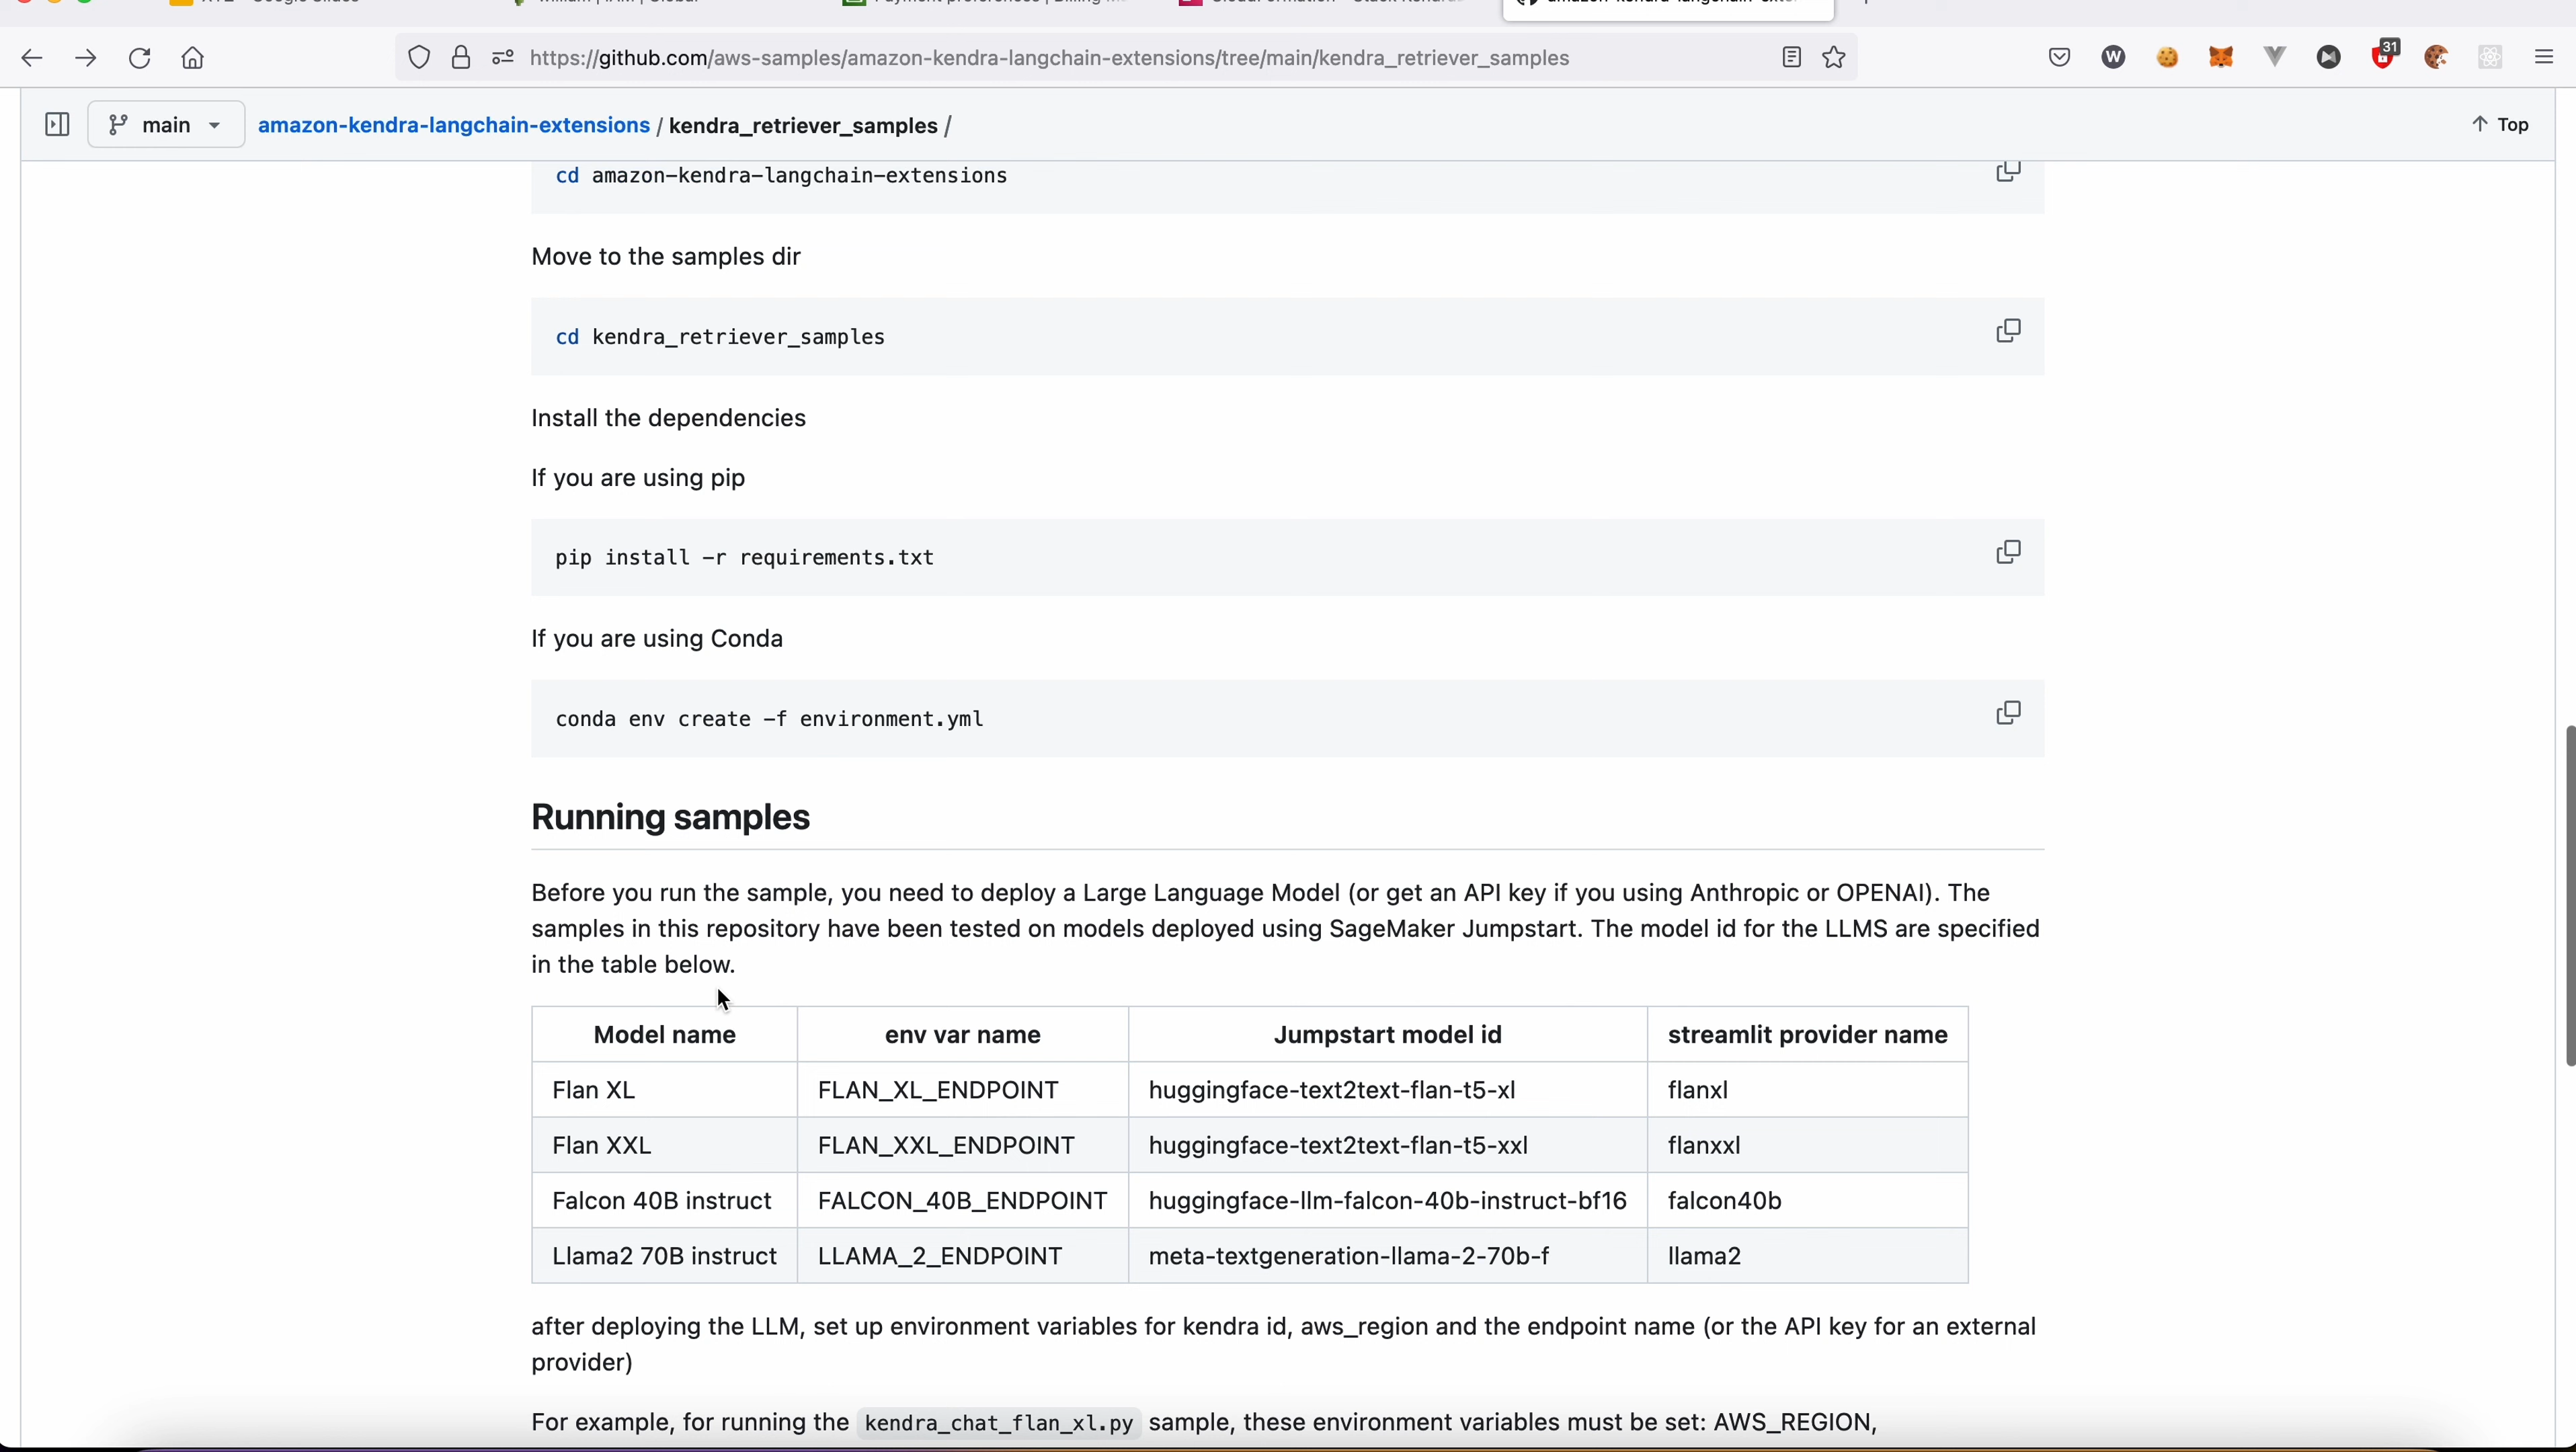 https://github.com/aws-samples/amazon-kendra-langchain-extensions/tree/main/kendra_retriever_samples
31
main
amazon-kendra-langchain-extensions / kendra_retriever_samples /
Top
cd amazon-kendra-langchain-extensions
Move to the samples dir
cd kendra_retriever_samples
Install the dependencies
If you are using pip
pip install -r requirements.txt
If you are using Conda
conda env create -f environment.yml
Running samples
Before you run the sample, you need to deploy a Large Language Model (or get an API key if you using Anthropic or OPENAI). The
samples in this repository have been tested on models deployed using SageMaker Jumpstart. The model id for the LLMS are specified
in the table below.
Model name env var name Jumpstart model id streamlit provider name
Flan XL FLAN_XL_ENDPOINT huggingface-text2text-flan-t5-xl flanxl
Flan XXL FLAN_XXL_ENDPOINT huggingface-text2text-flan-t5-xxl flanxxl
Falcon 40B instruct FALCON_40B_ENDPOINT huggingface-llm-falcon-40b-instruct-bf16 falcon40b
Llama2 70B instruct LLAMA_2_ENDPOINT meta-textgeneration-llama-2-70b-f llama2
after deploying the LLM, set up environment variables for kendra id, aws_region and the endpoint name (or the API key for an external
provider)
For example, for running the kendra_chat_flan_xl.py sample, these environment variables must be set: AWS_REGION,